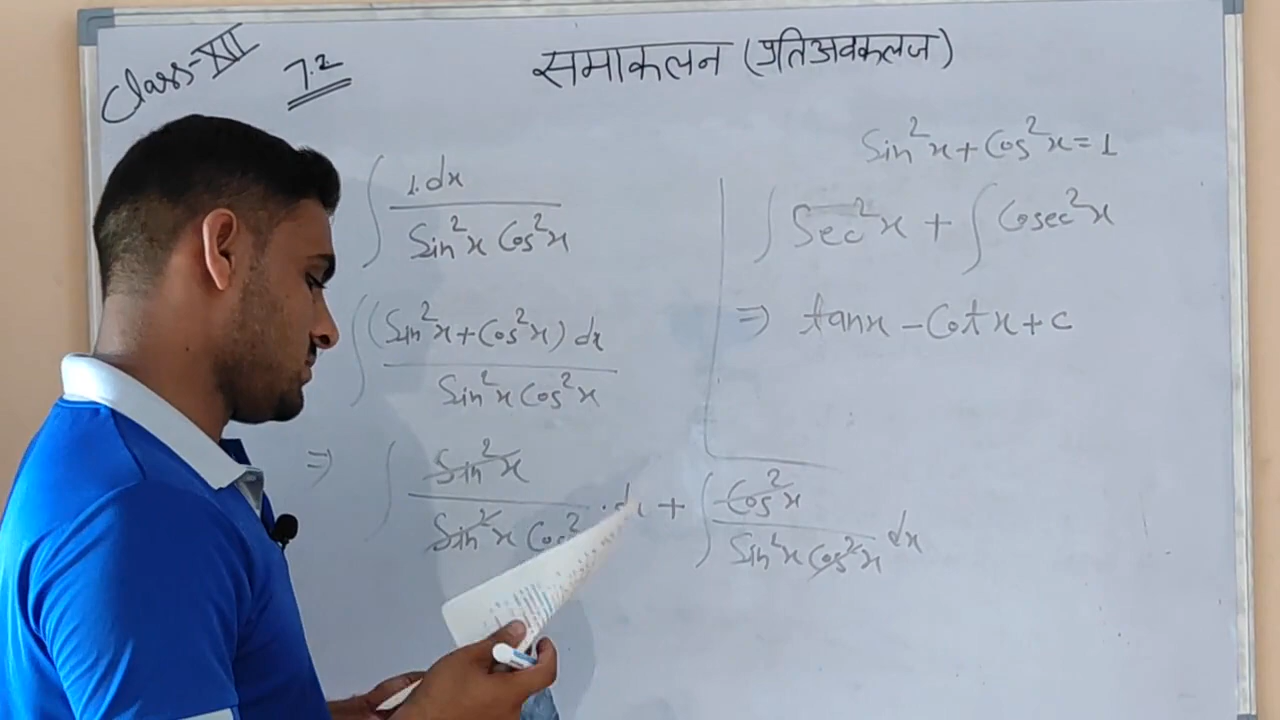 Class-XII
7.2
समाकलन (प्रतिअवकलज)
∫ 1.dx / Sin²x Cos²x
∫ (Sin²x+Cos²x) dx / Sin²x Cos²x
⇒ ∫ Sin²x / Sin²x Cos² .dx + ∫ Cos²x / Sin²x Cos²x dx
Sin²x+Cos²x=1
∫ Sec²x + ∫ Cosec²x
⇒ tanx - Cotx + c